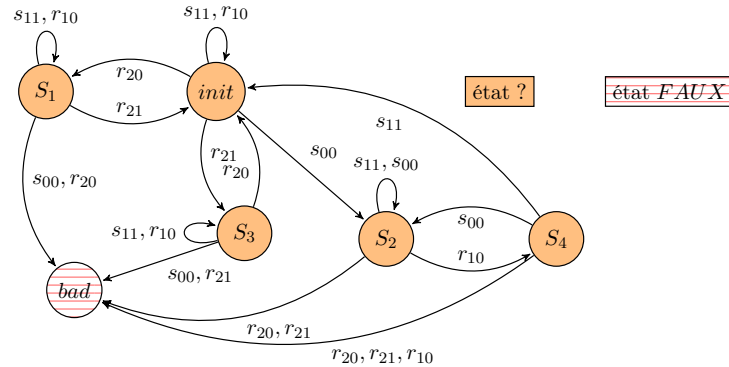 s₁₁, r₁₀
s₁₁, r₁₀
r₂₀
S₁
init
état ?
état FAUX
r₂₁
s₁₁
r₂₁
r₂₀
s₀₀
s₁₁, s₀₀
s₀₀, r₂₀
s₁₁, r₁₀
S₃
s₀₀
S₂
S₄
r₁₀
s₀₀, r₂₁
bad
r₂₀, r₂₁
r₂₀, r₂₁, r₁₀